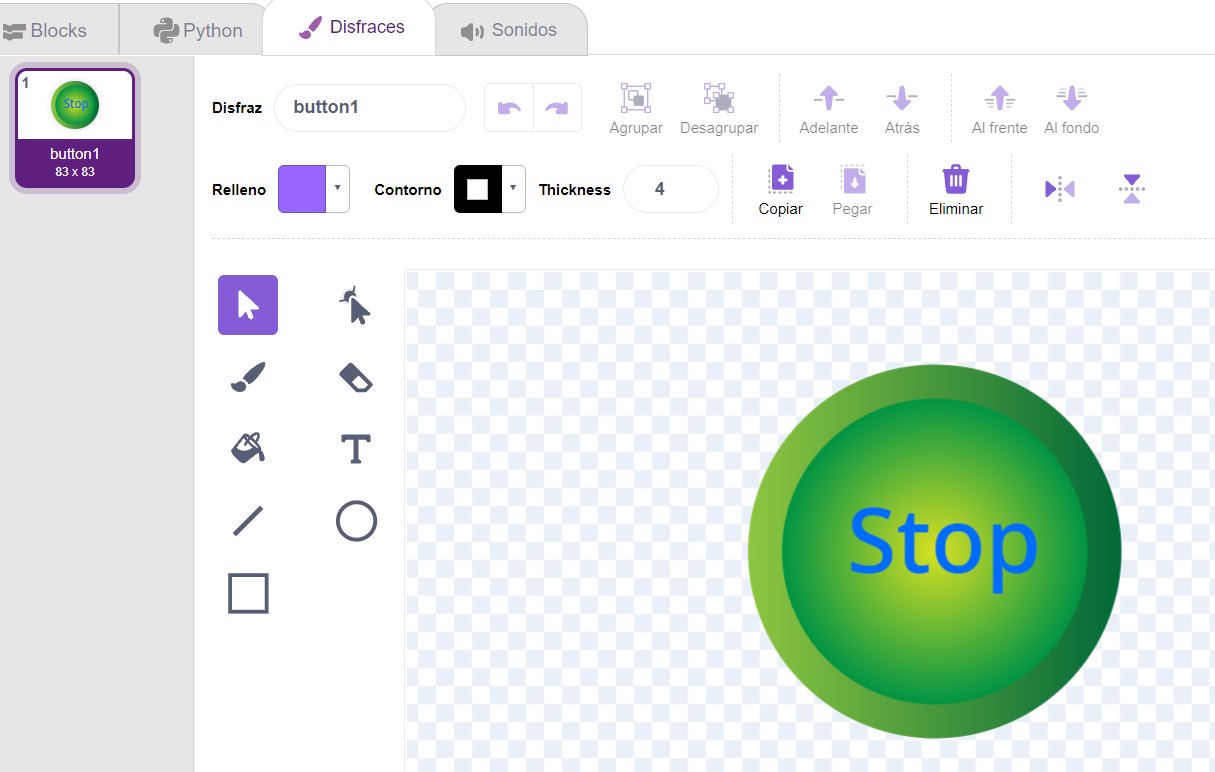 Blocks
Python
Disfraces
Sonidos
1
Stop
button1
83 x 83
Disfraz
button1
Agrupar
Desagrupar
Adelante
Atrás
Al frente
Al fondo
Relleno
Contorno
Thickness
4
Copiar
Pegar
Eliminar
T
Stop